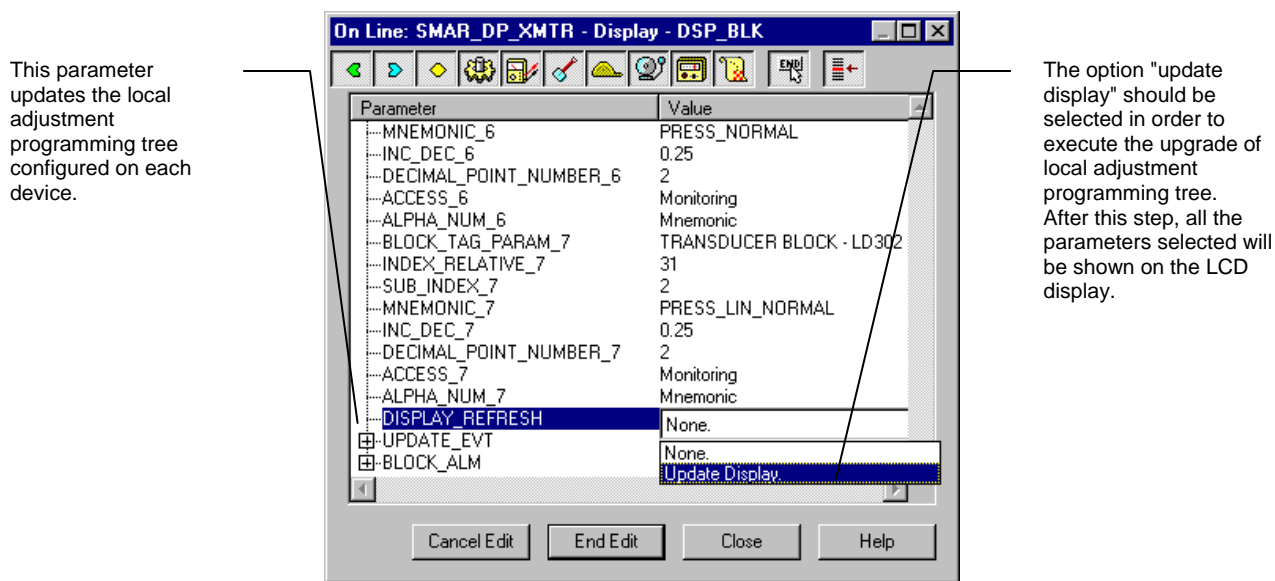 This parameter
updates the local
adjustment
programming tree
configured on each
device.
On Line: SMAR_DP_XMTR - Display - DSP_BLK
END
Parameter Value
MNEMONIC_6 PRESS_NORMAL
INC_DEC_6 0.25
DECIMAL_POINT_NUMBER_6 2
ACCESS_6 Monitoring
ALPHA_NUM_6 Mnemonic
BLOCK_TAG_PARAM_7 TRANSDUCER BLOCK - LD302
INDEX_RELATIVE_7 31
SUB_INDEX_7 2
MNEMONIC_7 PRESS_LIN_NORMAL
INC_DEC_7 0.25
DECIMAL_POINT_NUMBER_7 2
ACCESS_7 Monitoring
ALPHA_NUM_7 Mnemonic
DISPLAY_REFRESH None.
UPDATE_EVT None.
BLOCK_ALM Update Display.
Cancel Edit End Edit Close Help
The option "update
display" should be
selected in order to
execute the upgrade of
local adjustment
programming tree.
After this step, all the
parameters selected will
be shown on the LCD
display.